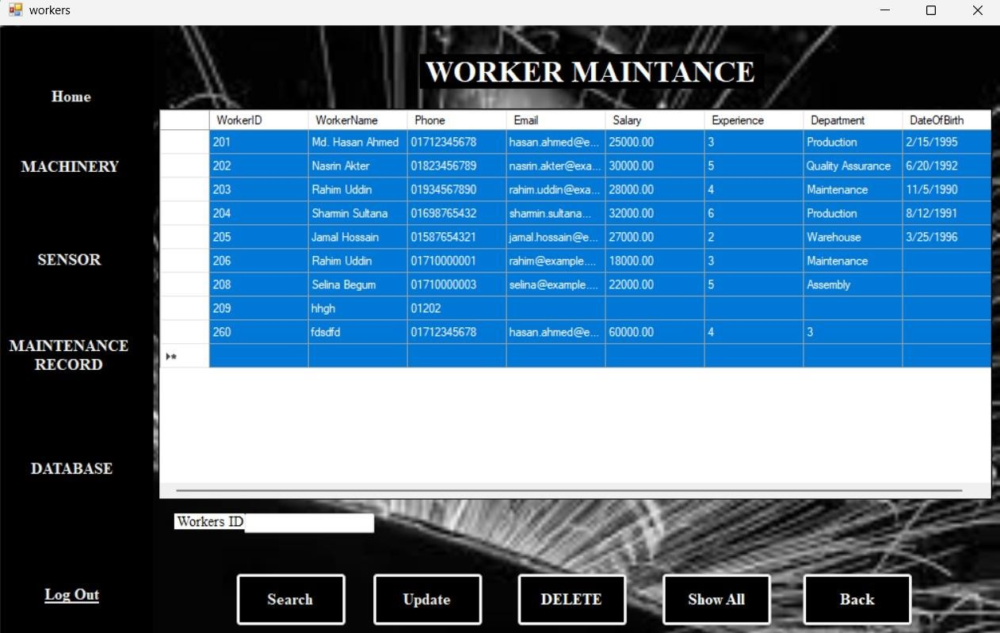 workers
WORKER MAINTANCE
Home
MACHINERY
SENSOR
MAINTENANCE
RECORD
DATABASE
Log Out
WorkerID WorkerName Phone Email Salary Experience Department DateOfBirth
201 Md. Hasan Ahmed 01712345678 hasan.ahmed@e... 25000.00 3 Production 2/15/1995
202 Nasrin Akter 01823456789 nasrin.akter@exa... 30000.00 5 Quality Assurance 6/20/1992
203 Rahim Uddin 01934567890 rahim.uddin@exa... 28000.00 4 Maintenance 11/5/1990
204 Sharmin Sultana 01698765432 sharmin.sultana... 32000.00 6 Production 8/12/1991
205 Jamal Hossain 01587654321 jamal.hossain@e... 27000.00 2 Warehouse 3/25/1996
206 Rahim Uddin 01710000001 rahim@example.... 18000.00 3 Maintenance
208 Selina Begum 01710000003 selina@example.... 22000.00 5 Assembly
209 hhgh 01202
260 fdsdfd 01712345678 hasan.ahmed@e... 60000.00 4 3
Workers ID
Search Update DELETE Show All Back